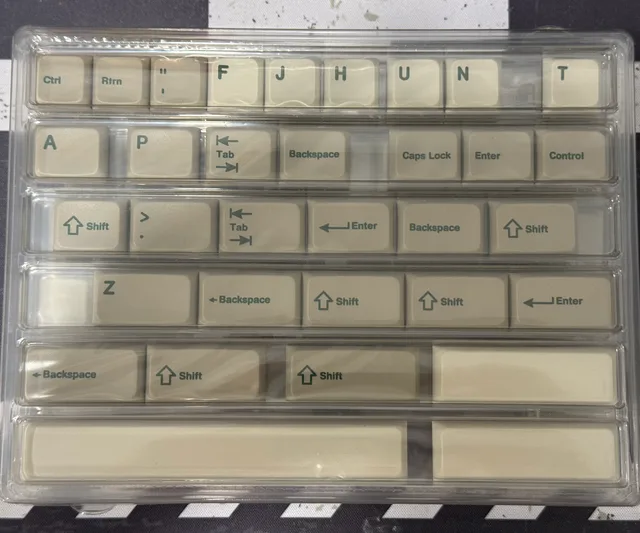 Ctrl Rtrn " F J H U N T
'
A P Tab Backspace Caps Lock Enter Control
Shift > Tab Enter Backspace Shift
.
Z Backspace Shift Shift Enter
Backspace Shift Shift